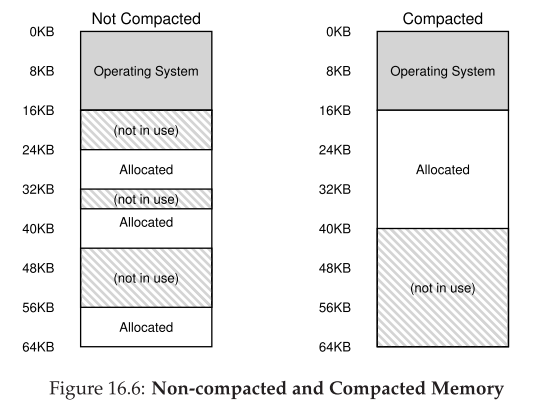 Not Compacted
0KB
8KB
Operating System
16KB
(not in use)
24KB
Allocated
32KB
(not in use)
Allocated
40KB
48KB
(not in use)
56KB
Allocated
64KB
Compacted
0KB
8KB
Operating System
16KB
24KB
Allocated
32KB
40KB
48KB
(not in use)
56KB
64KB
Figure 16.6: Non-compacted and Compacted Memory